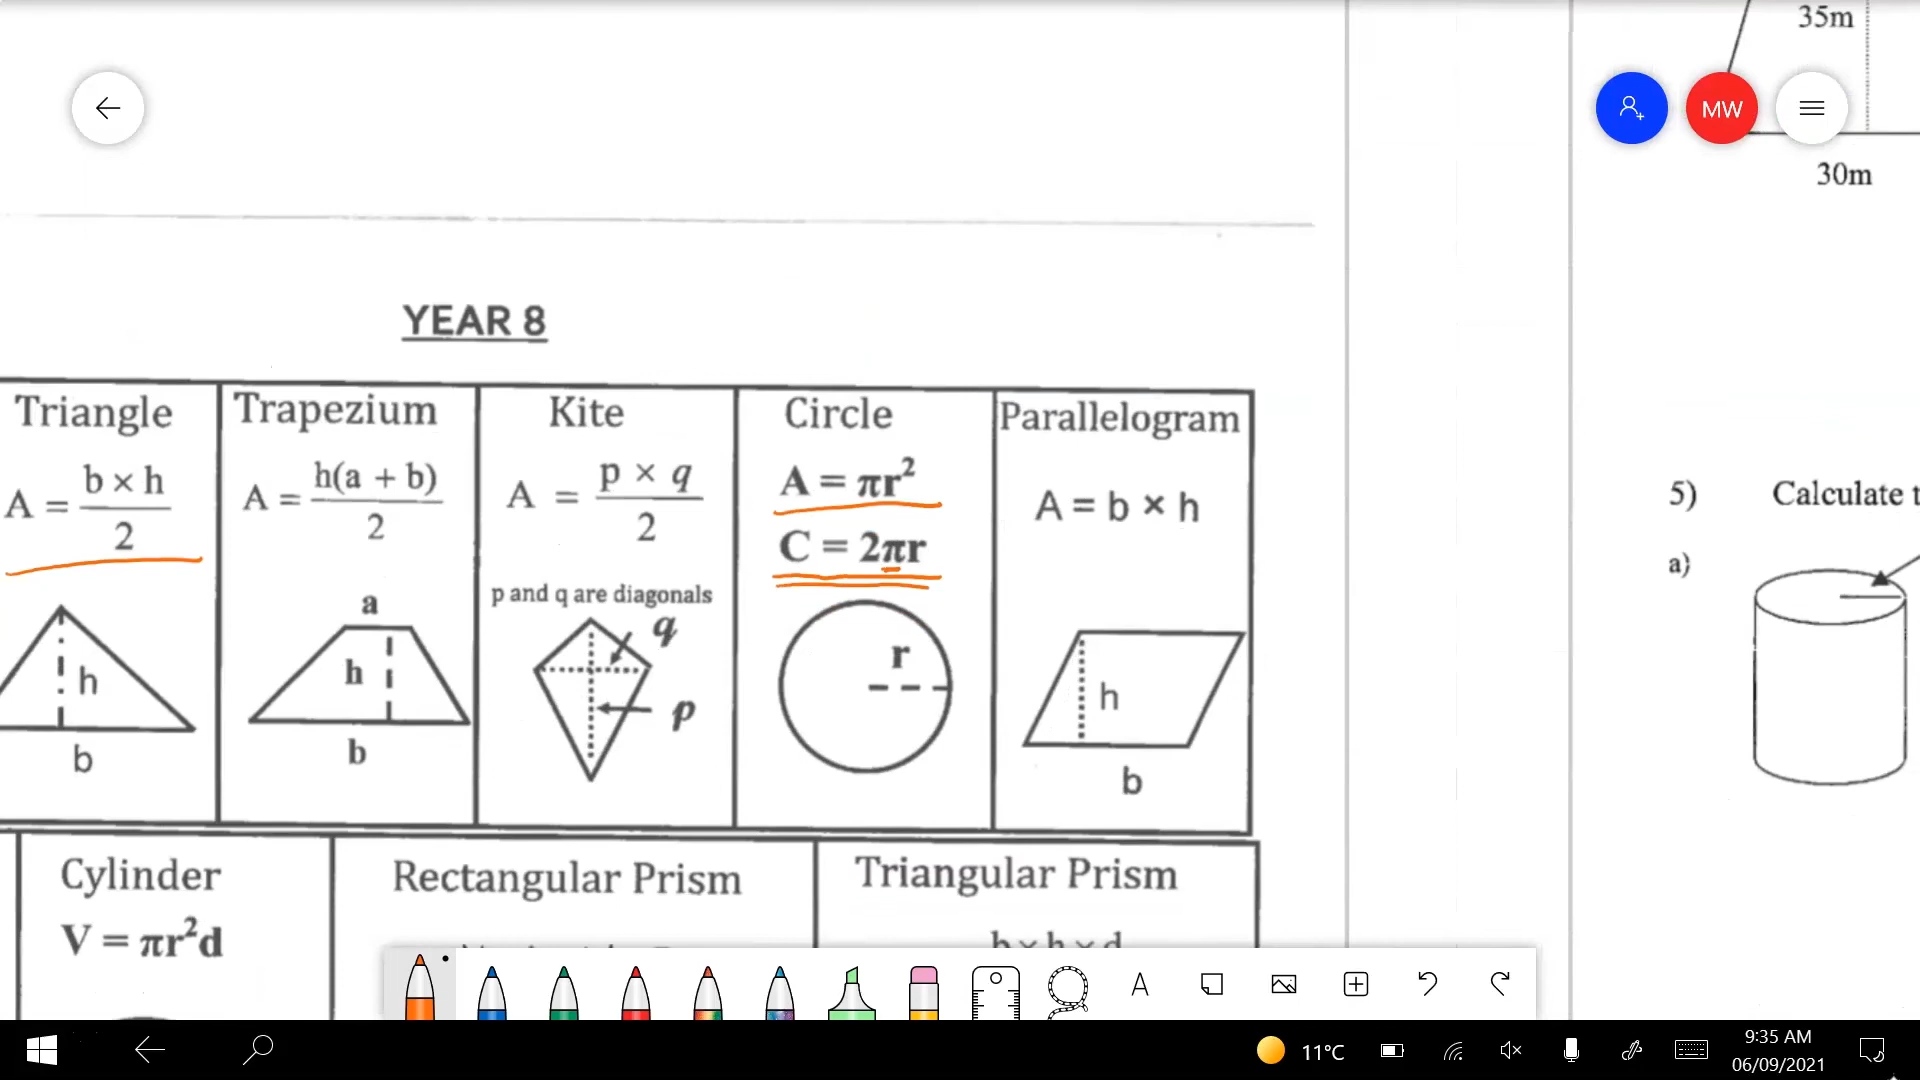 35m
MW
30m
YEAR 8
Triangle
A = b × h
2
h
b
Trapezium
A = h(a + b)
2
a
h
b
Kite
A = p × q
2
p and q are diagonals
q
p
Circle
A = πr²
C = 2πr
r
Parallelogram
A = b × h
h
b
5) Calculate
a)
Cylinder
V = πr²d
Rectangular Prism
Triangular Prism
b × h × d
A
11°C
9:35 AM
06/09/2021